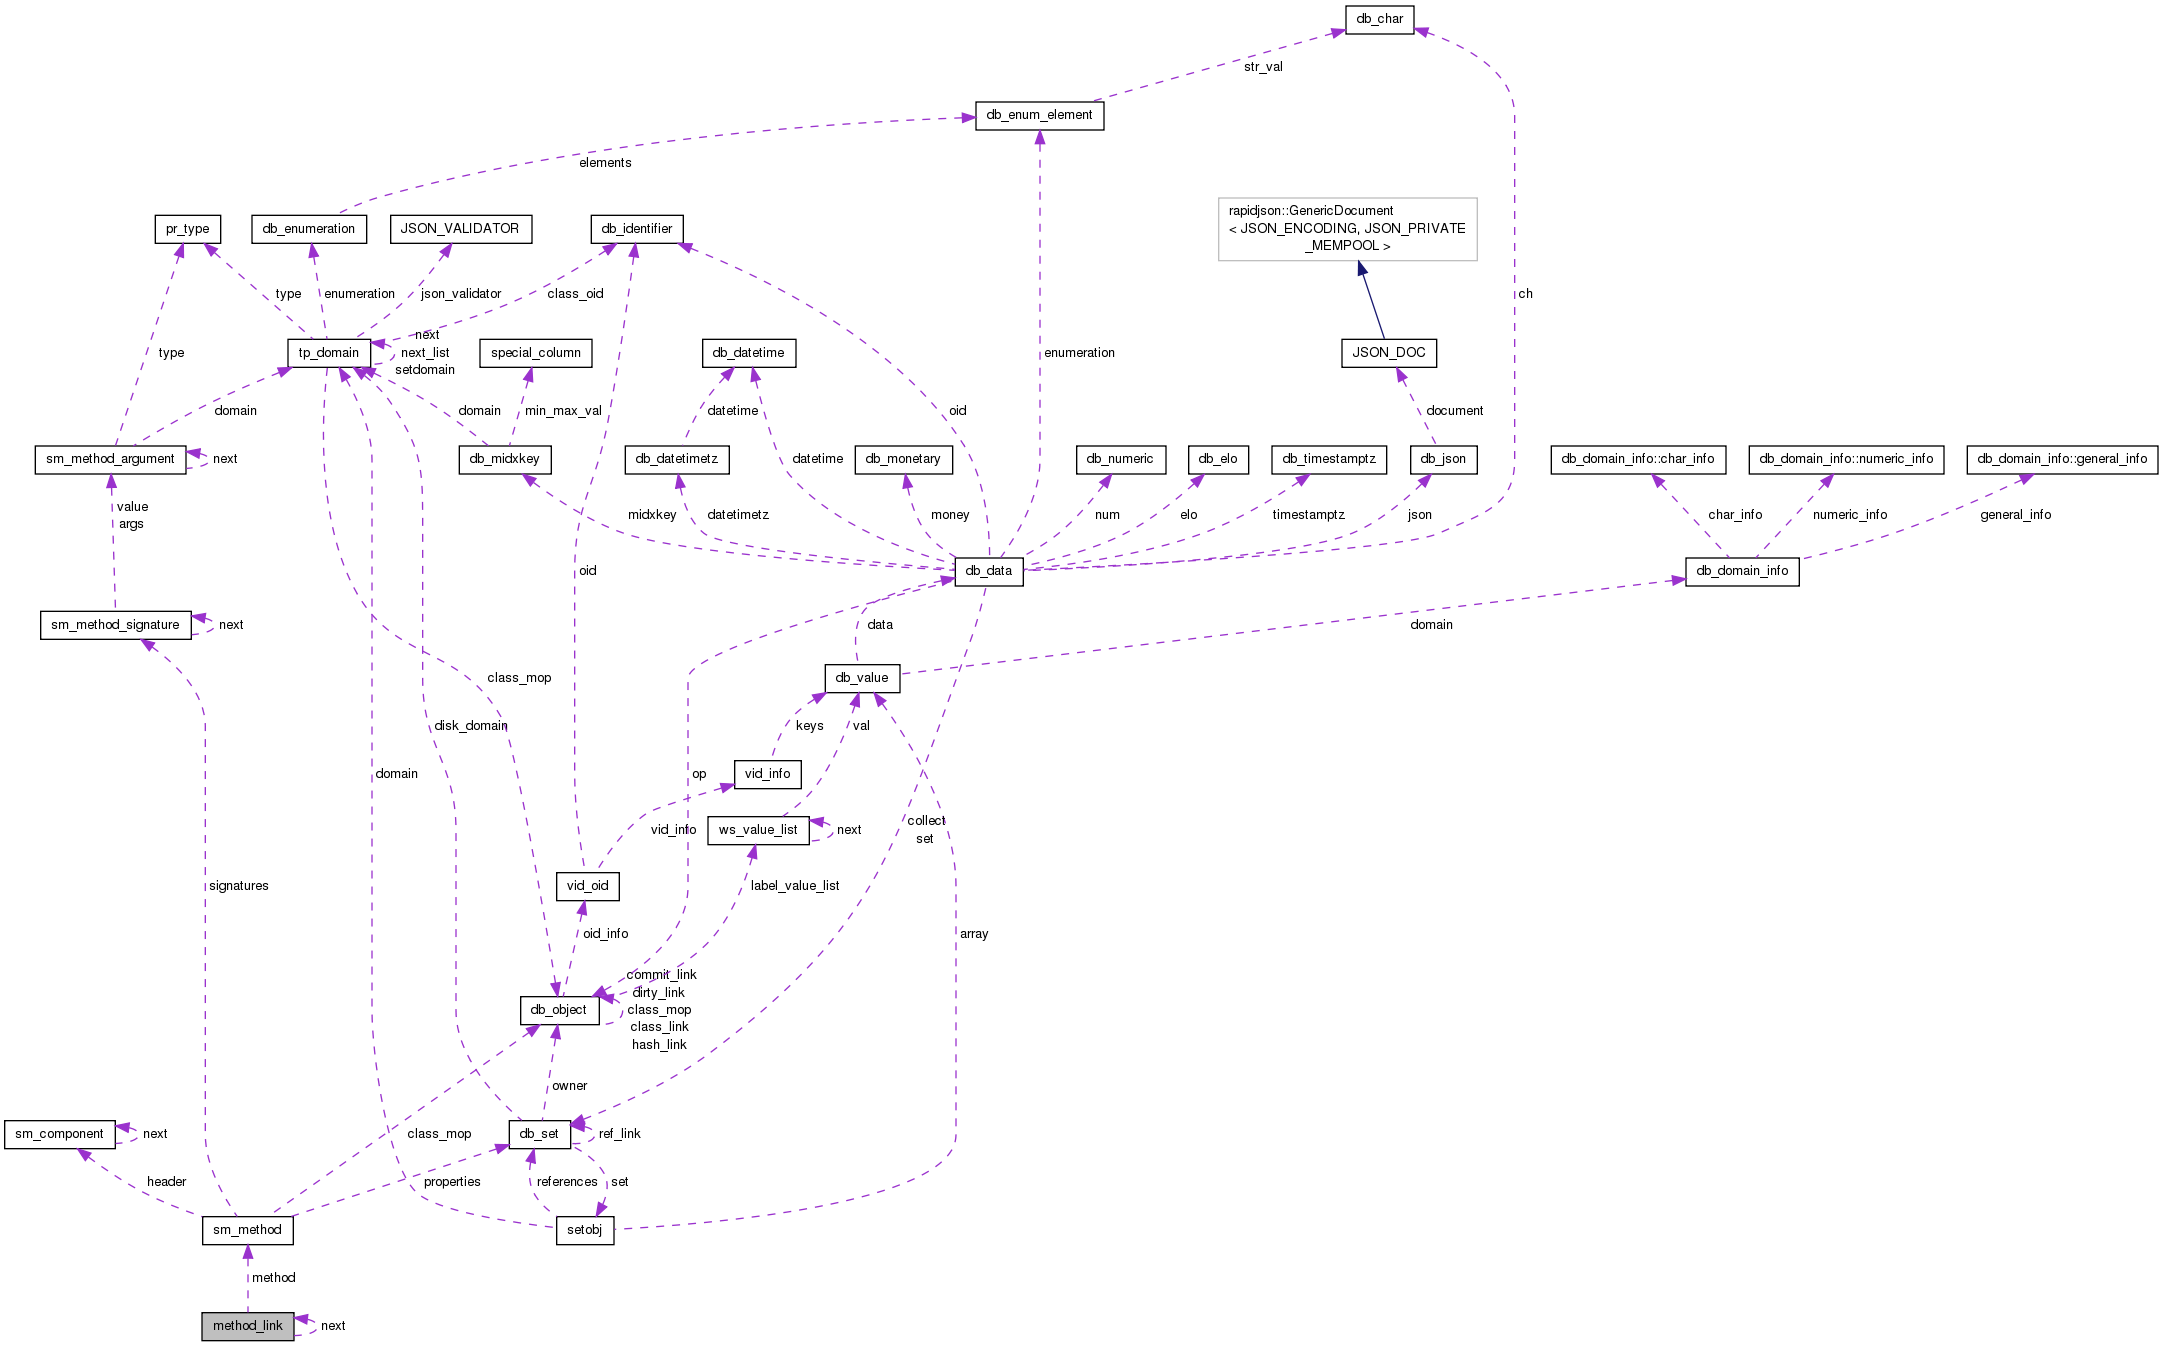 db_char
str_val
db_enum_element
elements
rapidjson::GenericDocument
< JSON_ENCODING, JSON_PRIVATE
_MEMPOOL >
pr_type
db_enumeration
JSON_VALIDATOR
db_identifier
type
enumeration
json_validator
class_oid
ch
next
next_list
setdomain
tp_domain
special_column
db_datetime
enumeration
JSON_DOC
type
domain
domain
min_max_val
datetime
oid
document
sm_method_argument
next
db_midxkey
db_datetimetz
datetime
db_monetary
db_numeric
db_elo
db_timestamptz
db_json
db_domain_info::char_info
db_domain_info::numeric_info
db_domain_info::general_info
value
args
midxkey
datetimetz
money
num
elo
timestamptz
json
char_info
numeric_info
general_info
oid
db_data
db_domain_info
sm_method_signature
next
data
domain
class_mop
db_value
disk_domain
keys
val
domain
op
vid_info
vid_info
ws_value_list
next
collect
set
signatures
vid_oid
label_value_list
oid_info
array
db_object
commit_link
dirty_link
class_mop
class_link
hash_link
owner
sm_component
next
class_mop
db_set
ref_link
header
properties
references
set
sm_method
setobj
method
method_link
next